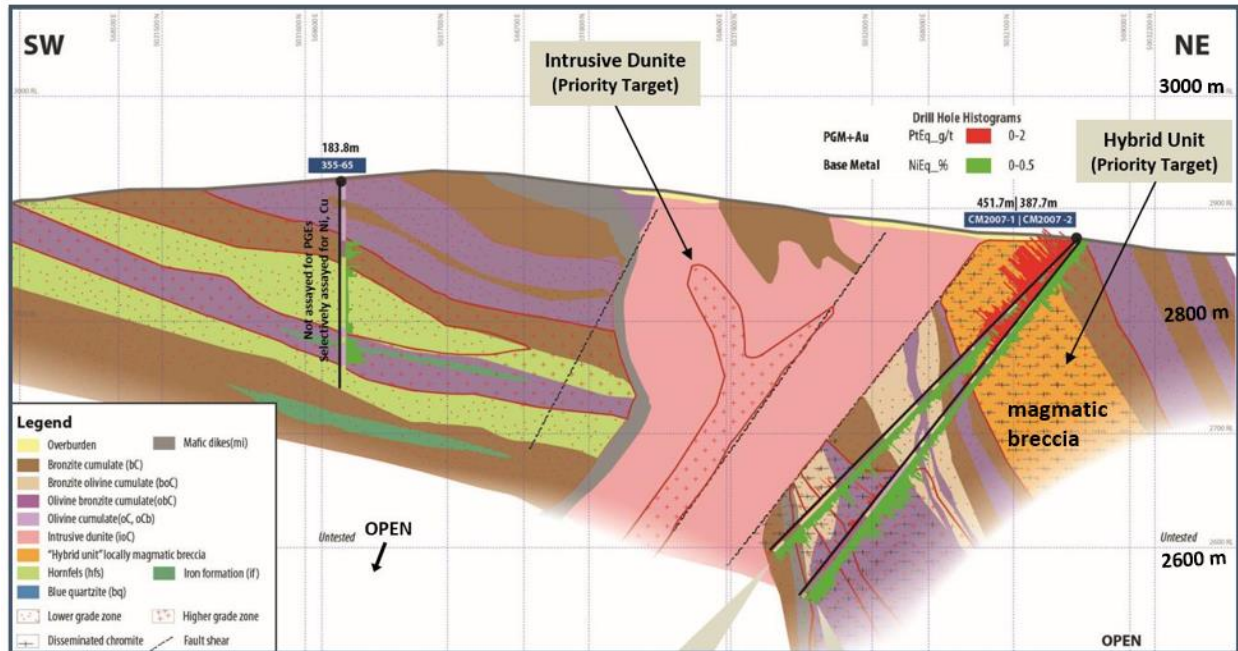 SW
NE
Intrusive Dunite
(Priority Target)
3000 m
Drill Hole Histograms
PGM+Au PtEq_g/t 0-2
Base Metal NiEq_% 0-0.5
Hybrid Unit
(Priority Target)
183.8m
355-65
451.7m| 387.7m
CM2007-1 | CM2007 -2
Not assayed for PGEs
Selectively assayed for Ni, Cu
2800 m
magmatic
breccia
Legend
Overburden
Mafic dikes(mi)
Bronzite cumulate (bC)
Bronzite olivine cumulate (boC)
Olivine bronzite cumulate(obC)
Olivine cumulate(oC, oCb)
Intrusive dunite (ioC)
"Hybrid unit" locally magmatic breccia
Hornfels (hfs)
Iron formation (if)
Blue quartzite (bq)
Lower grade zone
Higher grade zone
Disseminated chromite
Fault shear
Untested
OPEN
Untested
2600 m
OPEN